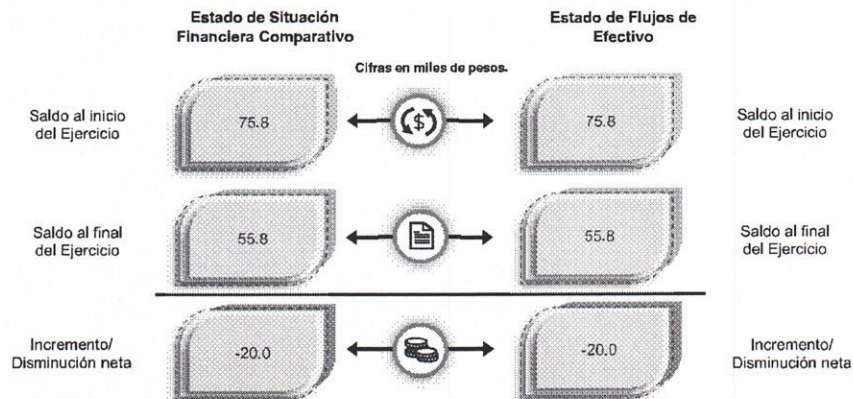 Estado de Situación
Financiera Comparativo
Estado de Flujos de
Efectivo
Cifras en miles de pesos.
Saldo al inicio
del Ejercicio
75.8
$
75.8
Saldo al inicio
del Ejercicio
Saldo al final
del Ejercicio
55.8
55.8
Saldo al final
del Ejercicio
Incremento/
Disminución neta
-20.0
-20.0
Incremento/
Disminución neta